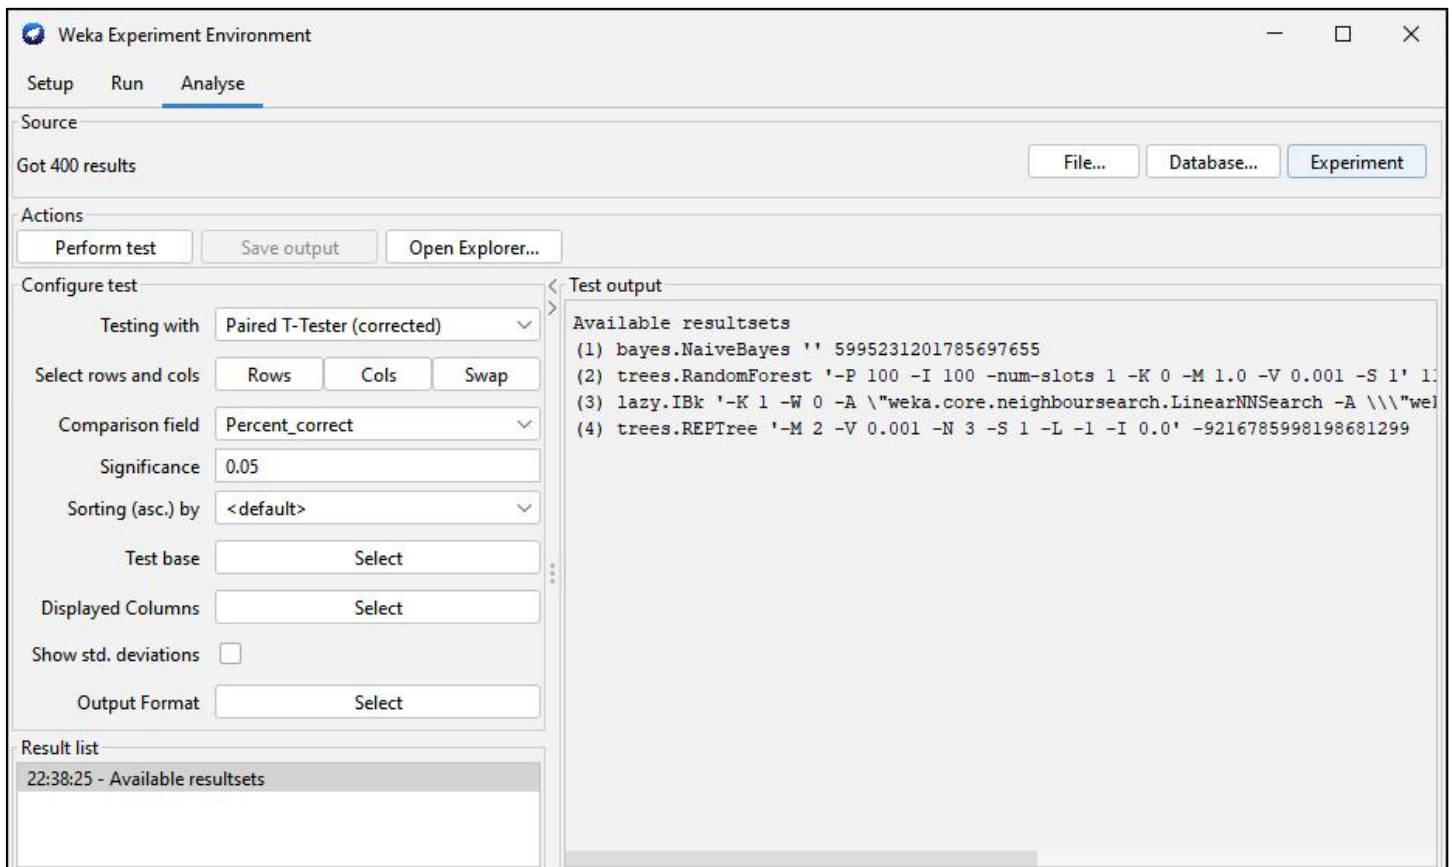 Weka Experiment Environment
Setup Run Analyse
Source
Got 400 results
File... Database... Experiment
Actions
Perform test Save output Open Explorer...
Configure test
Testing with Paired T-Tester (corrected)
Select rows and cols Rows Cols Swap
Comparison field Percent_correct
Significance 0.05
Sorting (asc.) by <default>
Test base Select
Displayed Columns Select
Show std. deviations
Output Format Select
Result list
22:38:25 - Available resultsets
Test output
Available resultsets
(1) bayes.NaiveBayes '' 5995231201785697655
(2) trees.RandomForest '-P 100 -I 100 -num-slots 1 -K 0 -M 1.0 -V 0.001 -S 1'
(3) lazy.IBk '-K 1 -W 0 -A \"weka.core.neighboursearch.LinearNNSearch -A \\\"
(4) trees.REPTree '-M 2 -V 0.001 -N 3 -S 1 -L -1 -I 0.0' -9216785998198681299